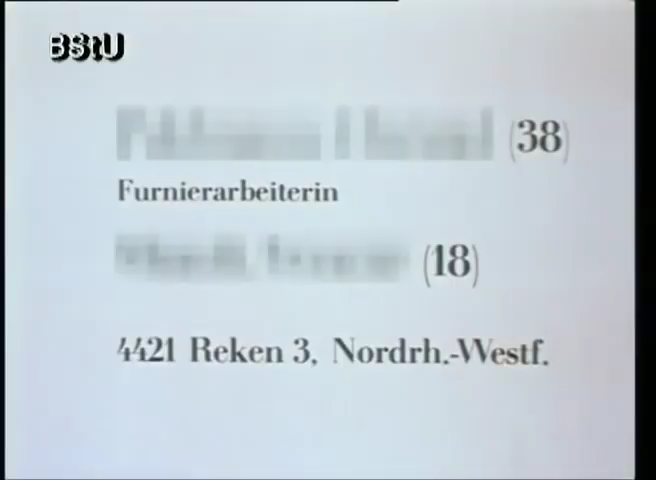 BStU
(38)
Furnierarbeiterin
(18)
4421 Reken 3, Nordrh.-Westf.